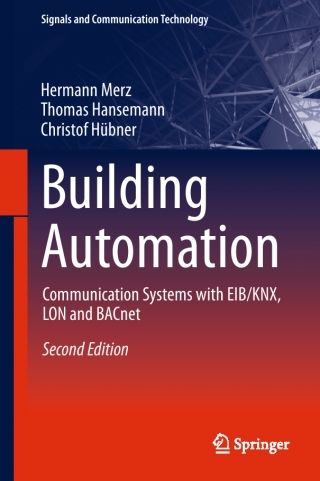 Signals and Communication Technology
Hermann Merz
Thomas Hansemann
Christof Hübner
Building
Automation
Communication Systems with EIB/KNX,
LON and BACnet
Second Edition
Springer